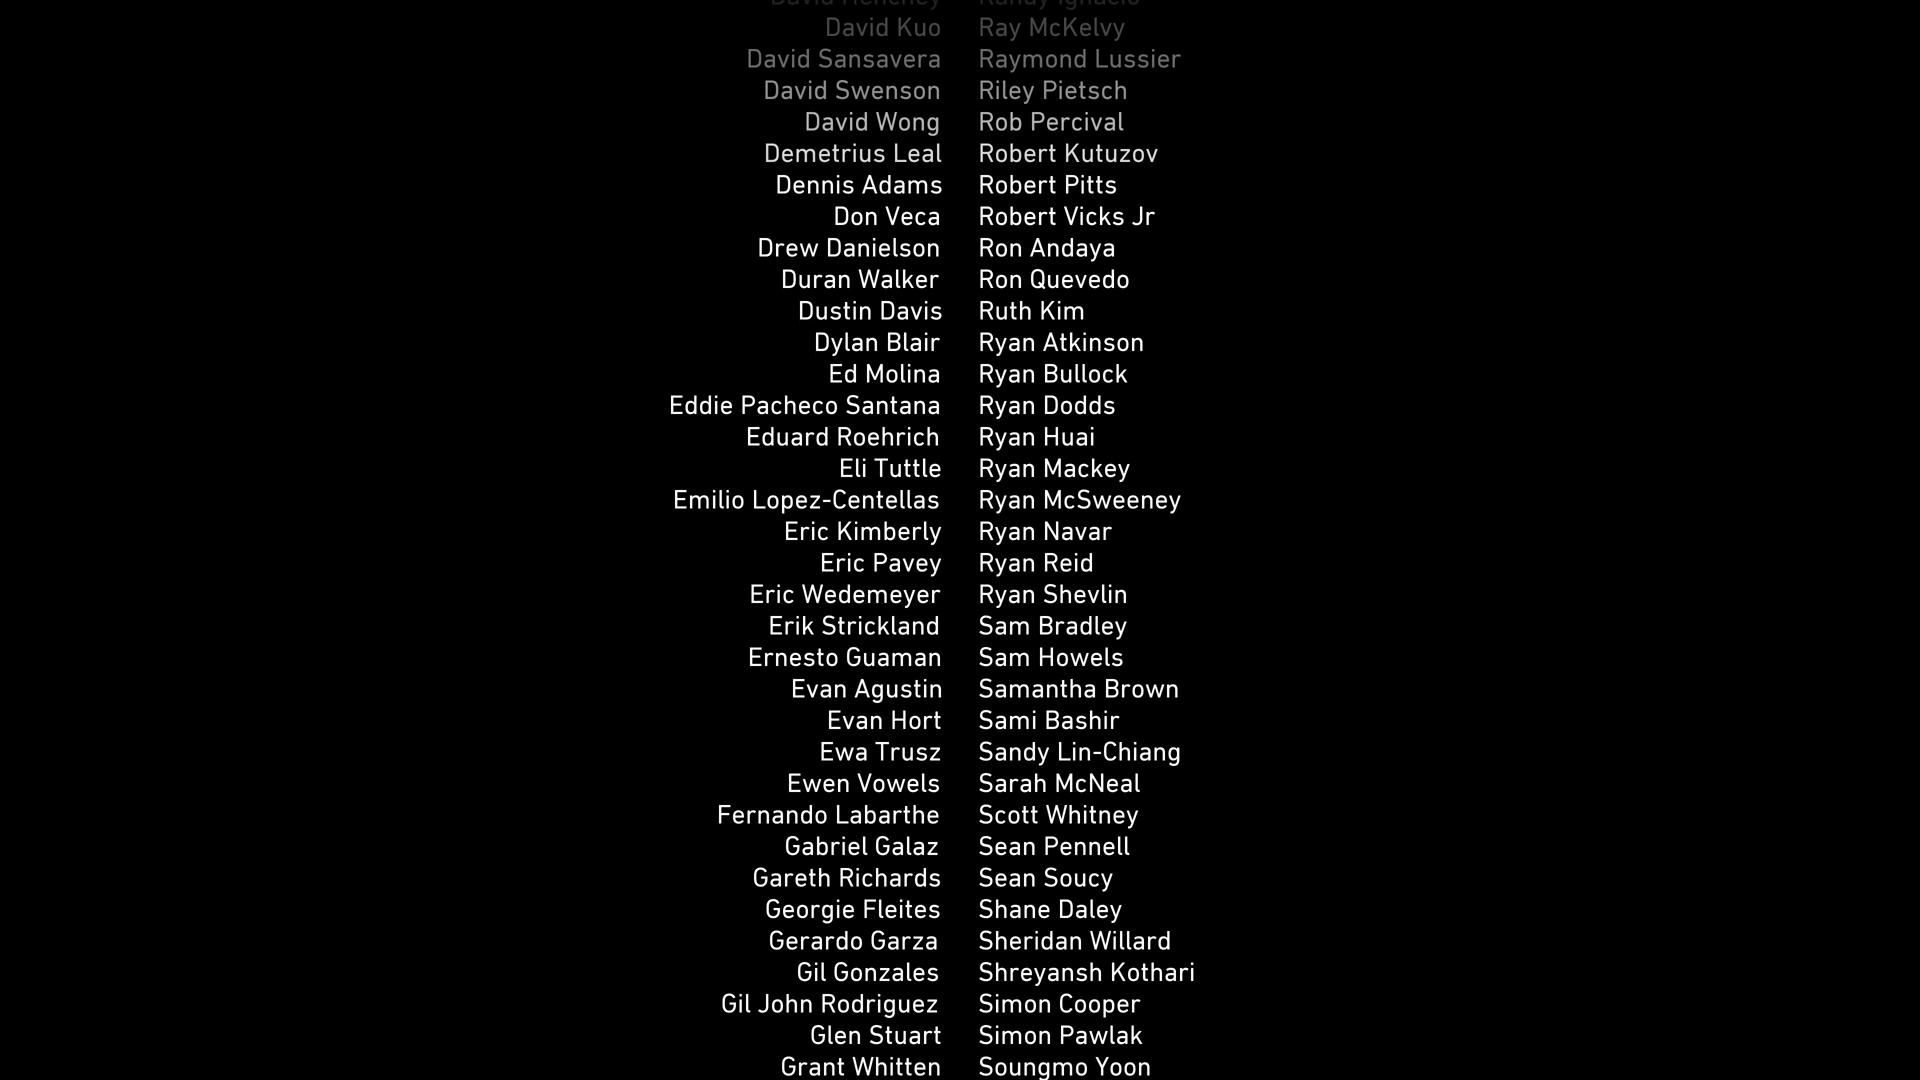 David Kuo Ray McKelvy
David Sansavera Raymond Lussier
David Swenson Riley Pietsch
David Wong Rob Percival
Demetrius Leal Robert Kutuzov
Dennis Adams Robert Pitts
Don Veca Robert Vicks Jr
Drew Danielson Ron Andaya
Duran Walker Ron Quevedo
Dustin Davis Ruth Kim
Dylan Blair Ryan Atkinson
Ed Molina Ryan Bullock
Eddie Pacheco Santana Ryan Dodds
Eduard Roehrich Ryan Huai
Eli Tuttle Ryan Mackey
Emilio Lopez-Centellas Ryan McSweeney
Eric Kimberly Ryan Navar
Eric Pavey Ryan Reid
Eric Wedemeyer Ryan Shevlin
Erik Strickland Sam Bradley
Ernesto Guaman Sam Howels
Evan Agustin Samantha Brown
Evan Hort Sami Bashir
Ewa Trusz Sandy Lin-Chiang
Ewen Vowels Sarah McNeal
Fernando Labarthe Scott Whitney
Gabriel Galaz Sean Pennell
Gareth Richards Sean Soucy
Georgie Fleites Shane Daley
Gerardo Garza Sheridan Willard
Gil Gonzales Shreyansh Kothari
Gil John Rodriguez Simon Cooper
Glen Stuart Simon Pawlak
Grant Whitten Soungmo Yoon